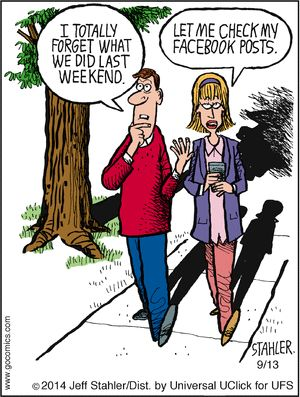 I TOTALLY
FORGET WHAT
WE DID LAST
WEEKEND.
LET ME CHECK MY
FACEBOOK POSTS.
STAHLER.
9/13
www.gocomics.com
©2014 Jeff Stahler/Dist. by Universal UClick for UFS